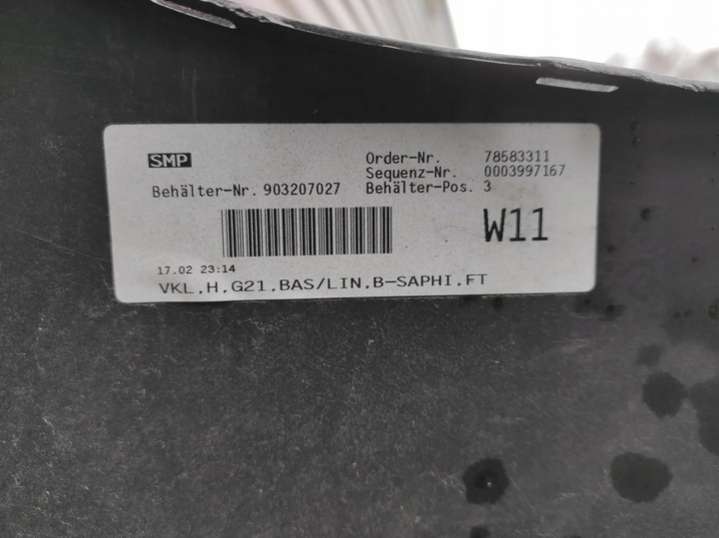 SMP
Order-Nr. 78583311
Sequenz-Nr. 0003997167
Behälter-Nr. 903207027 Behälter-Pos. 3
W11
17.02 23:14
VKL.H.G21.BAS/LIN.B-SAPHI.FT